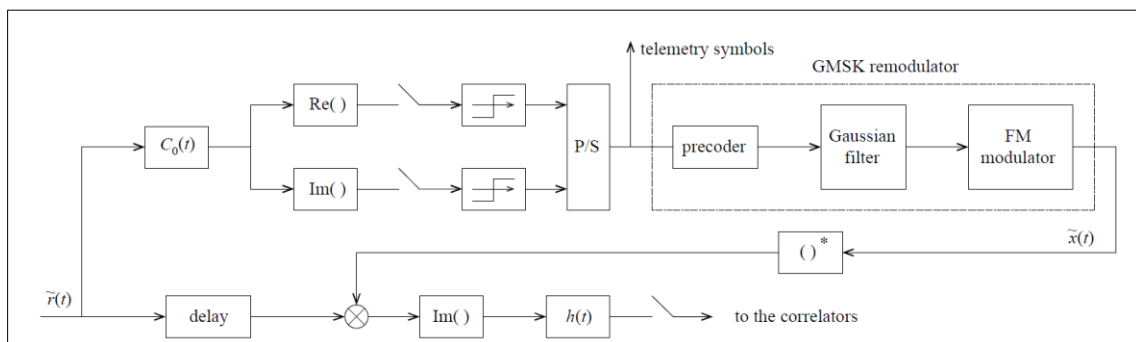 telemetry symbols
GMSK remodulator
Re( )
C₀(t)
P/S
precoder
Gaussian
filter
FM
modulator
Im( )
( )*
x̃(t)
r̃(t)
delay
Im( )
h(t)
to the correlators